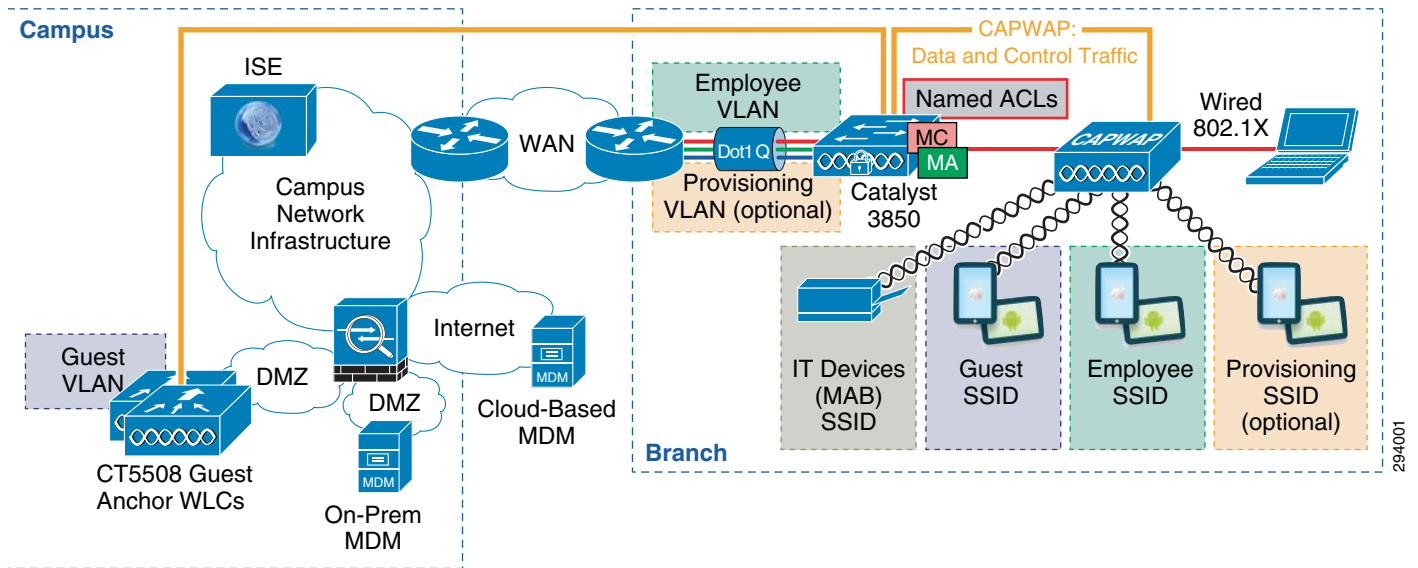 Campus
ISE
Campus
Network
Infrastructure
WAN
Internet
DMZ
DMZ
Guest
VLAN
CT5508 Guest
Anchor WLCs
MDM
On-Prem
MDM
MDM
Cloud-Based
MDM
CAPWAP:
Data and Control Traffic
Employee
VLAN
Dot1 Q
Provisioning
VLAN (optional)
Named ACLs
MC
MA
Catalyst
3850
CAPWAP
Wired
802.1X
IT Devices
(MAB)
SSID
Guest
SSID
Employee
SSID
Provisioning
SSID
(optional)
Branch
294001